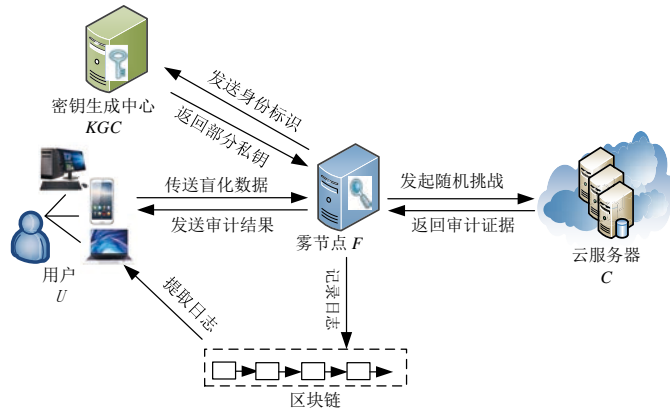 密钥生成中心
KGC
发送身份标识
返回部分私钥
传送盲化数据
发送审计结果
发起随机挑战
返回审计证据
雾节点 F
用户
U
云服务器
C
提取日志
记录日志
区块链